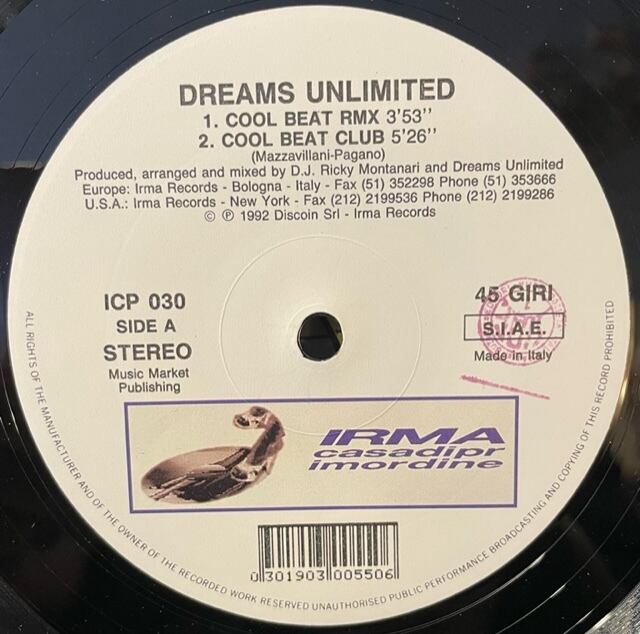 DREAMS UNLIMITED
1. COOL BEAT RMX 3'53''
2. COOL BEAT CLUB 5'26''
(Mazzavillani-Pagano)
Produced, arranged and mixed by D.J. Ricky Montanari and Dreams Unlimited
Europe: Irma Records - Bologna - Italy - Fax (51) 352298 Phone (51) 353666
U.S.A.: Irma Records - New York - Fax (212) 2199536 Phone (212) 2199286
© ℗ 1992 Discoin Srl - Irma Records
ICP 030
SIDE A
STEREO
Music Market
Publishing
45 GIRI
S.I.A.E.
Made in Italy
IRMA
casadipr
imordine
0 301903 005506
ALL RIGHTS OF THE MANUFACTURER AND OF THE OWNER OF THE RECORDED WORK RESERVED UNAUTHORISED PUBLIC PERFORMANCE BROADCASTING AND COPYING OF THIS RECORD PROHIBITED